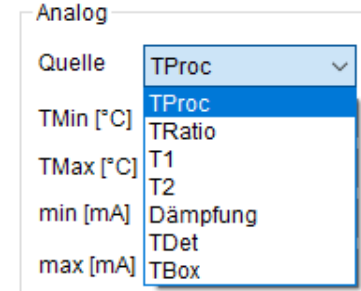 Analog
Quelle TProc
TProc
TMin [°C] TRatio
T1
TMax [°C] T2
min [mA] Dämpfung
TDet
max [mA] TBox